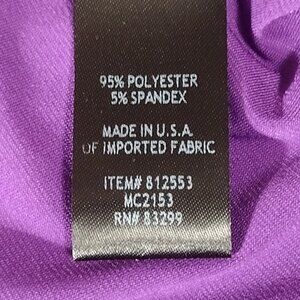 95% POLYESTER
5% SPANDEX
MADE IN U.S.A.
OF IMPORTED FABRIC
ITEM# 812553
MC2153
RN# 83299